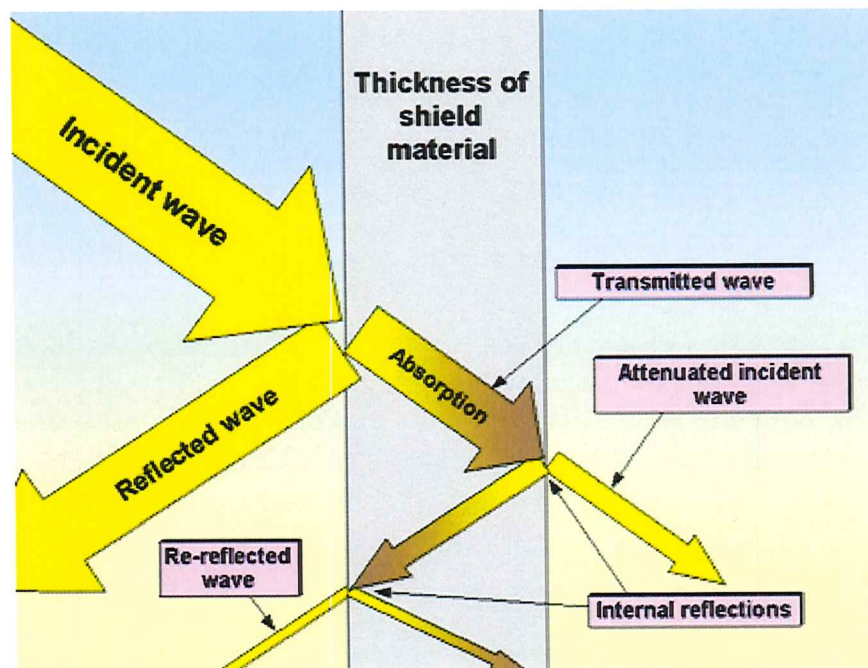 Thickness of
shield
material
Incident wave
Transmitted wave
Absorption
Attenuated incident
wave
Reflected wave
Re-reflected
wave
Internal reflections